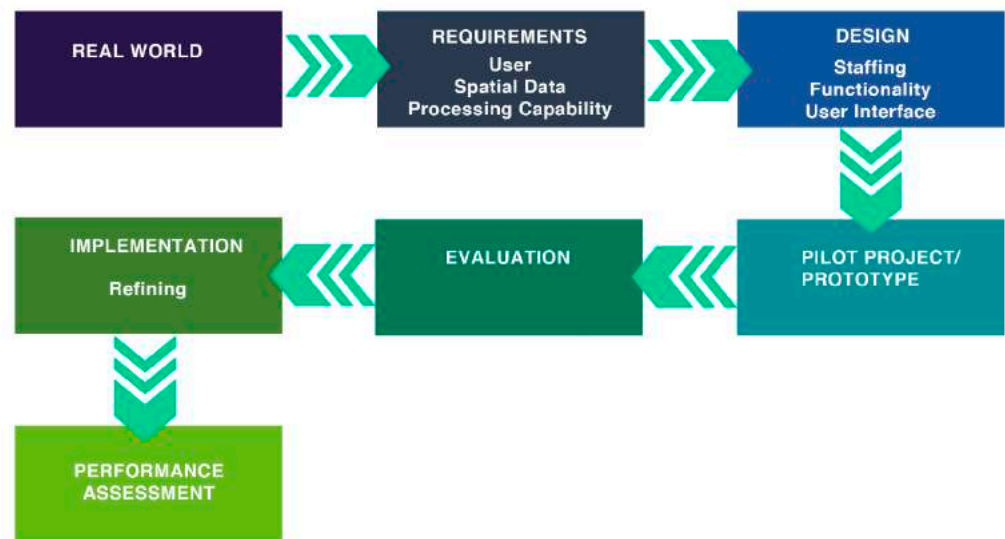 REAL WORLD
REQUIREMENTS
User
Spatial Data
Processing Capability
DESIGN
Staffing
Functionality
User Interface
PILOT PROJECT/
PROTOTYPE
EVALUATION
IMPLEMENTATION
Refining
PERFORMANCE
ASSESSMENT